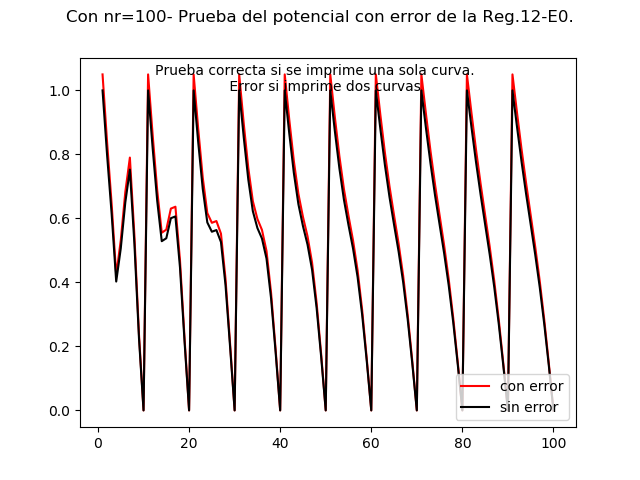 Con nr=100- Prueba del potencial con error de la Reg.12-E0.
Prueba correcta si se imprime una sola curva.
Error si imprime dos curvas
1.0
0.8
0.6
0.4
0.2
0.0
0
20
40
60
80
100
con error
sin error